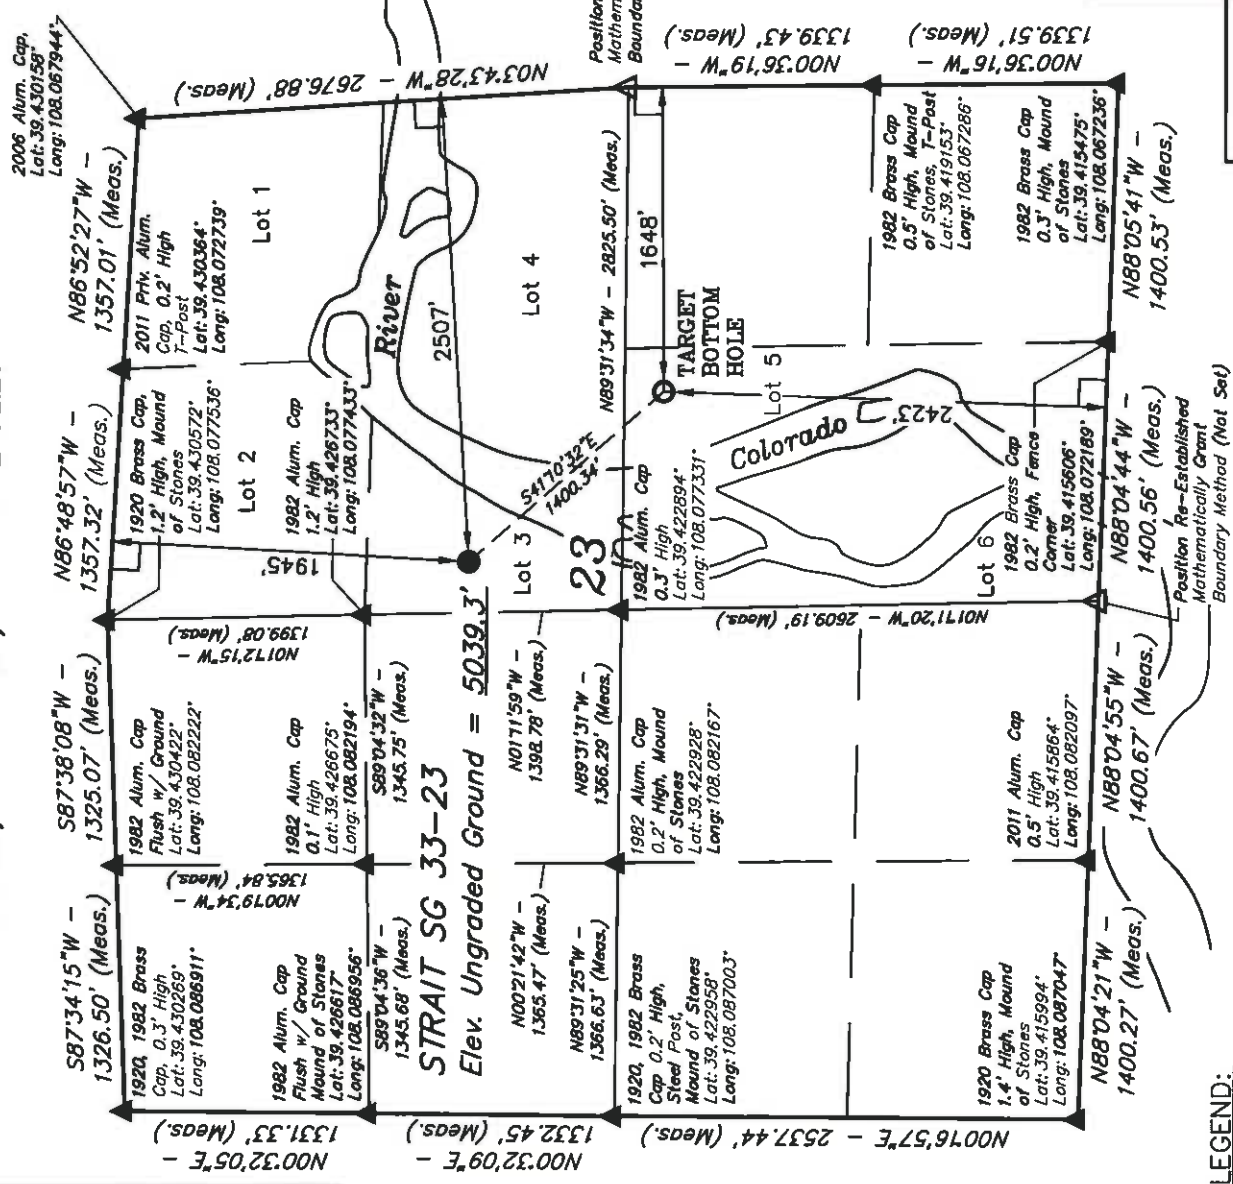 2006 Alum. Cap,
Lat: 39.430158°
Long: 108.067944°
S87°34'15"W –
1326.50' (Meas.)
S87°38'08"W –
1325.07' (Meas.)
N86°48'57"W –
1357.32' (Meas.)
N86°52'27"W –
1357.01' (Meas.)
1920, 1982 Brass
Cap, 0.3' High
Lat: 39.430269°
Long: 108.086911°
1982 Alum. Cap
Flush w/ Ground
Lat: 39.430422°
Long: 108.082222°
1920 Brass Cap,
1.2' High, Mound
of Stones
Lat: 39.430572°
Long: 108.077536°
2011 Priv. Alum.
Cap, 0.2' High
T-Post
Lat: 39.430364°
Long: 108.072739°
Lot 2
Lot 1
N00°32'05"E –
1331.33' (Meas.)
N00°19'34"W –
1365.84' (Meas.)
N01°12'15"W –
1399.08' (Meas.)
1945'
N03°43'28"W – 2676.88' (Meas.)
1982 Alum. Cap
Flush w/ Ground
Mound of Stones
Lat: 39.426617°
Long: 108.086956°
1982 Alum. Cap
0.1' High
Lat: 39.426675°
Long: 108.082194°
1982 Alum. Cap
1.2' High
Lat: 39.426733°
Long: 108.077433°
S89°04'36"W –
1345.68' (Meas.)
S89°04'32"W –
1345.75' (Meas.)
River
2507'
STRAIT SG 33-23
Elev. Ungraded Ground = 5039.3'
Lot 3
Lot 4
23
S41°10'32"E
1400.34'
N00°32'09"E –
1332.45' (Meas.)
N00°21'42"W –
1365.47' (Meas.)
N01°11'59"W –
1398.78' (Meas.)
N89°31'25"W –
1366.63' (Meas.)
N89°31'31"W –
1366.29' (Meas.)
N89°31'34"W – 2825.50' (Meas.)
Position
Mathem
Bounda
1920, 1982 Brass
Cap 0.2' High,
Steel Post,
Mound of Stones
Lat: 39.422958°
Long: 108.087003°
1982 Alum. Cap
0.2' High, Mound
of Stones
Lat: 39.422928°
Long: 108.082167°
1982 Alum. Cap
0.3' High
Lat: 39.422894°
Long: 108.077331°
1648'
TARGET
BOTTOM
HOLE
Lot 5
Colorado
2423'
Lot 6
N00°16'57"E – 2537.44' (Meas.)
N01°11'20"W – 2609.19' (Meas)
N00°36'19"W –
1339.43' (Meas.)
N00°36'16"W –
1339.51' (Meas.)
1982 Brass Cap
0.5' High, Mound
of Stones, T-Post
Lat: 39.419153°
Long: 108.067286°
1920 Brass Cap
1.4' High, Mound
of Stones
Lat: 39.415994°
Long: 108.087047°
2011 Alum. Cap
0.5' High
Lat: 39.415864°
Long: 108.082097°
1982 Brass Cap
0.2' High, Fence
Corner
Lat: 39.415606°
Long: 108.072189°
1982 Brass Cap
0.3' High, Mound
of Stones
Lat: 39.415475°
Long: 108.067236°
N88°04'21"W –
1400.27' (Meas.)
N88°04'55"W –
1400.67' (Meas.)
N88°04'44"W –
1400.56' (Meas.)
N88°05'41"W –
1400.53' (Meas.)
Position Re-Established
Mathematically Grant
Boundary Method (Not Set)
LEGEND: